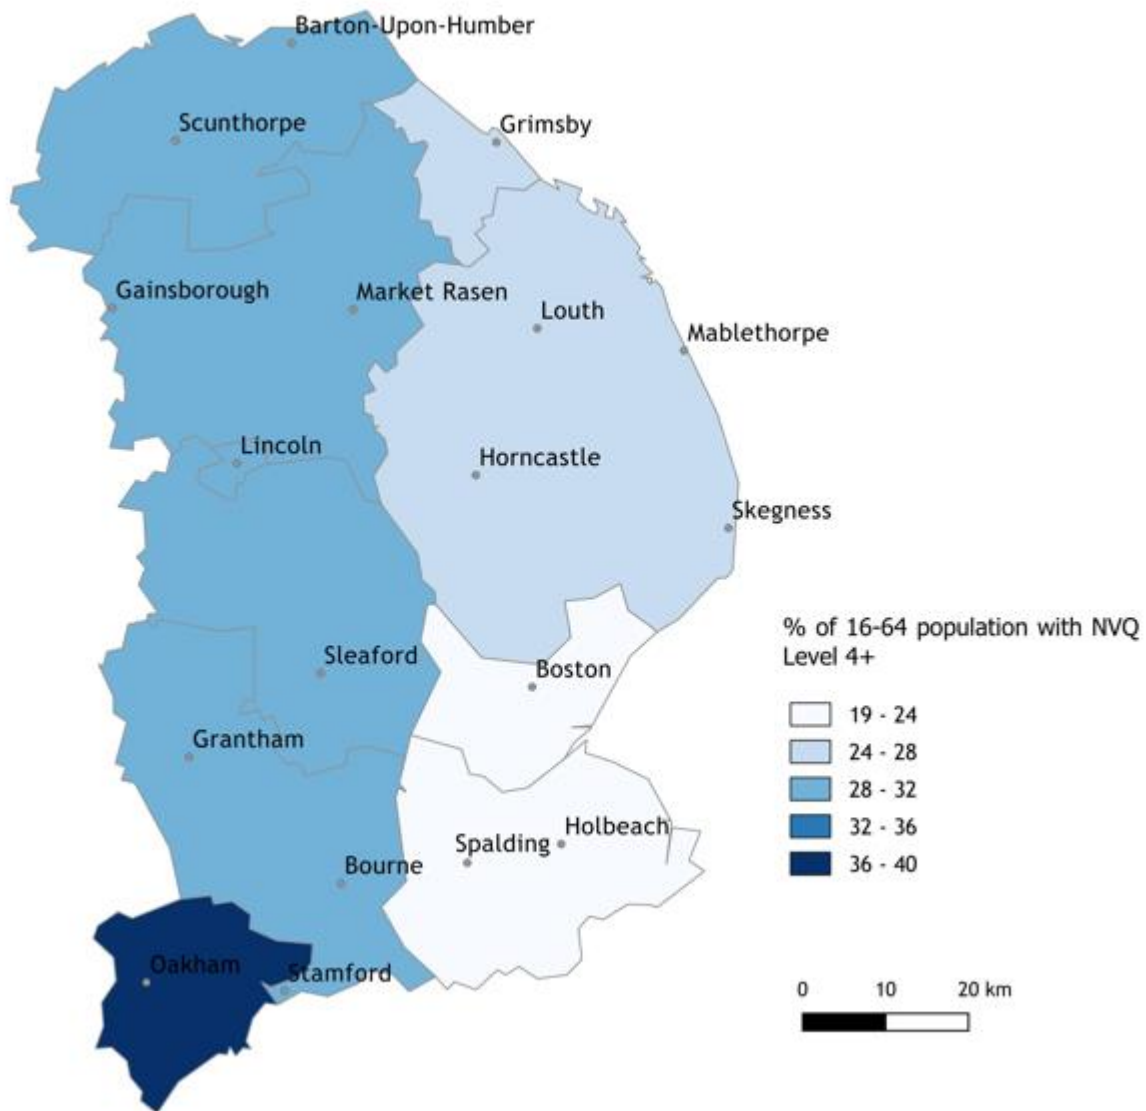 Barton-Upon-Humber
Scunthorpe
Grimsby
Gainsborough
Market Rasen
Louth
Mablethorpe
Lincoln
Horncastle
Skegness
% of 16-64 population with NVQ
Level 4+
Sleaford
Boston
19 - 24
Grantham
24 - 28
28 - 32
32 - 36
Holbeach
Spalding
36 - 40
Bourne
Oakham
Stamford
0 10 20 km